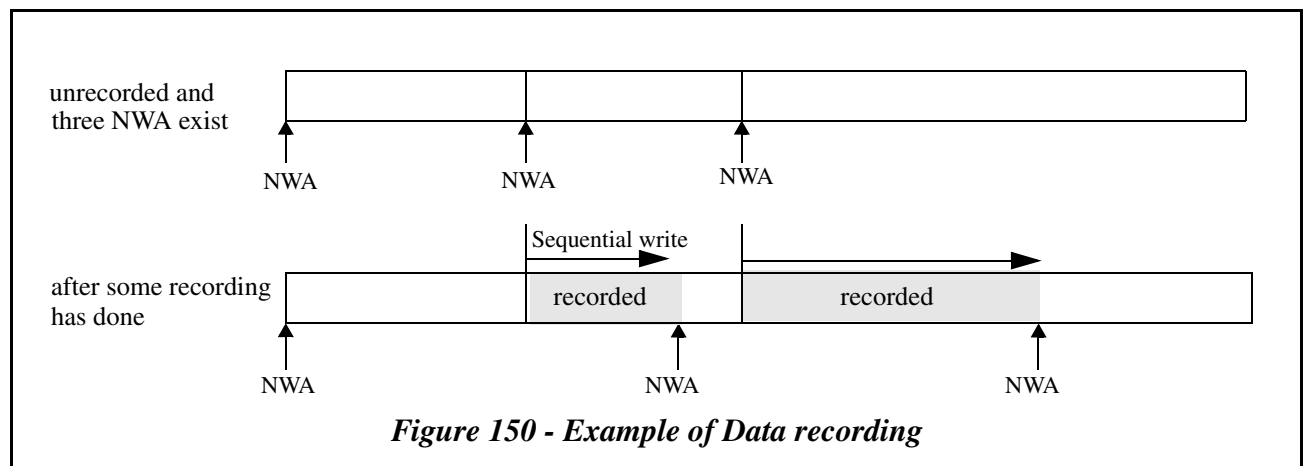 unrecorded and
three NWA exist
NWA
NWA
NWA
Sequential write
after some recording
has done
recorded
recorded
NWA
NWA
NWA
Figure 150 - Example of Data recording